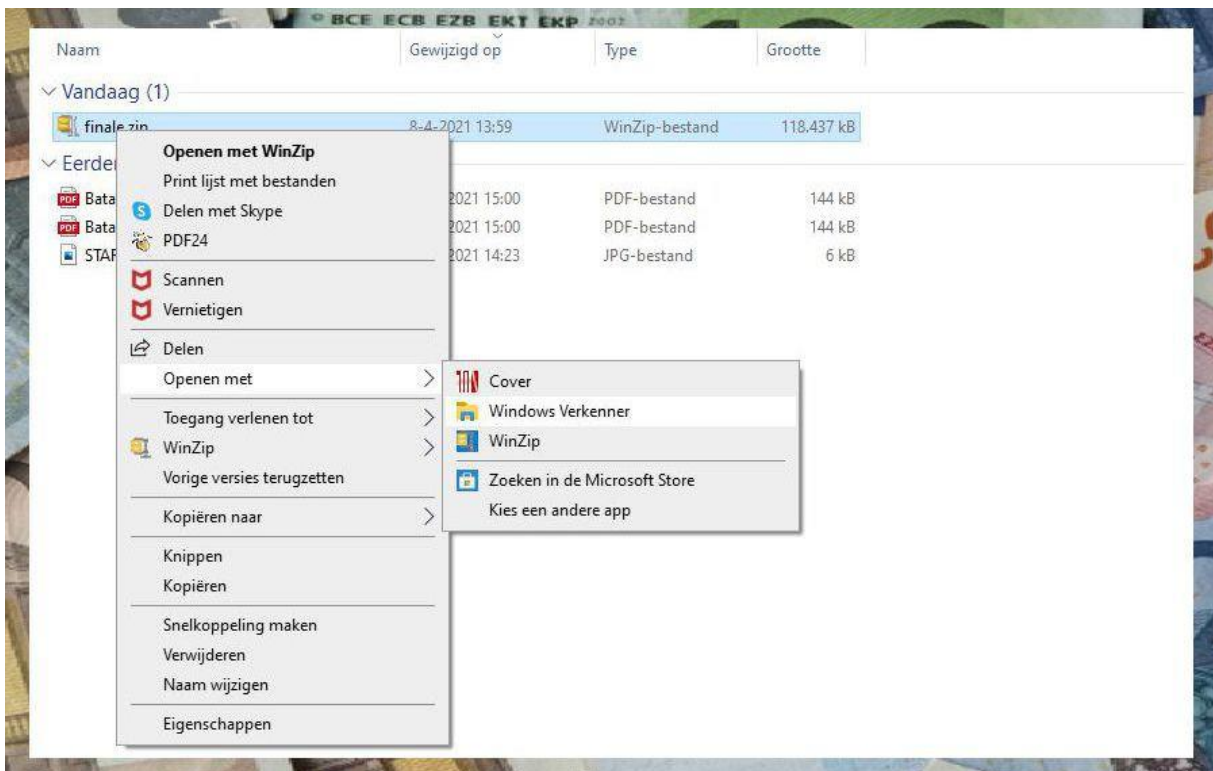 © BCE ECB EZB EKT EKP 2002
Naam Gewijzigd op Type Grootte
Vandaag (1)
finale.zip 8-4-2021 13:59 WinZip-bestand 118.437 kB
Openen met WinZip
Print lijst met bestanden
Bata 2021 15:00 PDF-bestand 144 kB
Delen met Skype
Bata 2021 15:00 PDF-bestand 144 kB
PDF24
2021 14:23 JPG-bestand 6 kB
Scannen
Vernietigen
Delen
Openen met
Cover
Windows Verkenner
WinZip
Zoeken in de Microsoft Store
Kies een andere app
Toegang verlenen tot
WinZip
Vorige versies terugzetten
Kopiëren naar
Knippen
Kopiëren
Snelkoppeling maken
Verwijderen
Naam wijzigen
Eigenschappen